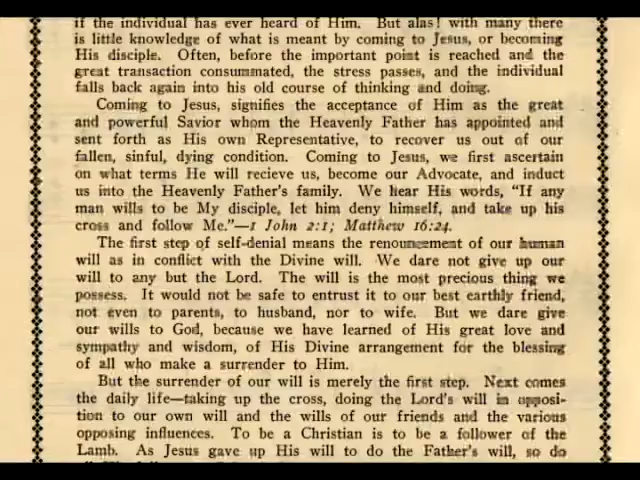 if the individual has ever heard of Him. But alas! with many there
is little knowledge of what is meant by coming to Jesus, or becoming
His disciple. Often, before the important point is reached and the
great transaction consummated, the stress passes, and the individual
falls back again into his old course of thinking and doing.
Coming to Jesus, signifies the acceptance of Him as the great
and powerful Savior whom the Heavenly Father has appointed and
sent forth as His own Representative, to recover us out of our
fallen, sinful, dying condition. Coming to Jesus, we first ascertain
on what terms He will recieve us, become our Advocate, and induct
us into the Heavenly Father's family. We hear His words, "If any
man wills to be My disciple, let him deny himself, and take up his
cross and follow Me."—1 John 2:1; Matthew 16:24.
The first step of self-denial means the renouncement of our human
will as in conflict with the Divine will. We dare not give up our
will to any but the Lord. The will is the most precious thing we
possess. It would not be safe to entrust it to our best earthly friend,
not even to parents, to husband, nor to wife. But we dare give
our wills to God, because we have learned of His great love and
sympathy and wisdom, of His Divine arrangement for the blessing
of all who make a surrender to Him.
But the surrender of our will is merely the first step. Next comes
the daily life—taking up the cross, doing the Lord's will in opposi-
tion to our own will and the wills of our friends and the various
opposing influences. To be a Christian is to be a follower of the
Lamb. As Jesus gave up His will to do the Father's will, so do